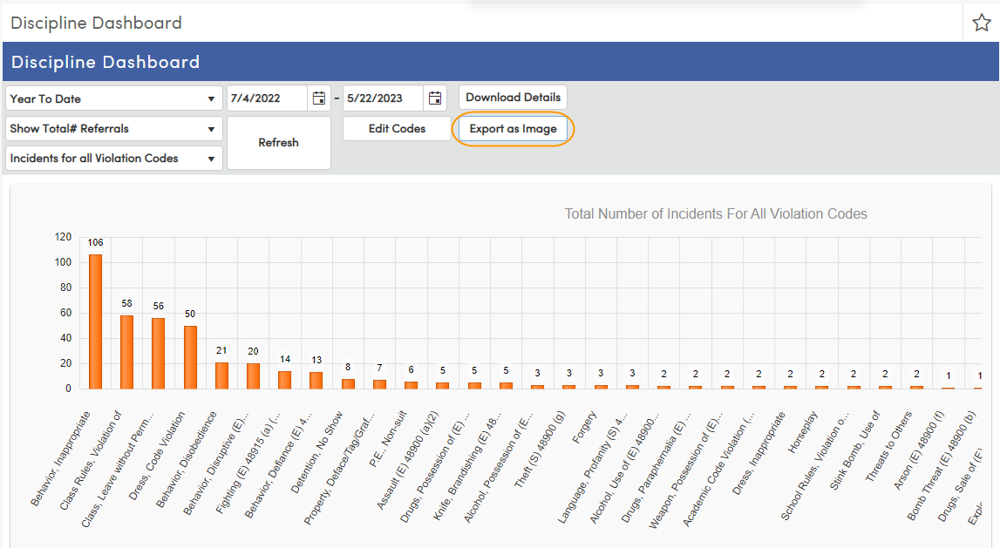 Discipline Dashboard
Discipline Dashboard
Year To Date
7/4/2022
-
5/22/2023
Download Details
Show Total# Referrals
Refresh
Edit Codes
Export as Image
Incidents for all Violation Codes
Total Number of Incidents For All Violation Codes
120
100
80
60
40
20
0
106
58
56
50
21
20
14
13
8
7
6
5
5
5
3
3
3
3
2
2
2
2
2
2
2
2
2
1
1
Behavior, Inappropriate
Class Rules, Violation of
Class, Leave without Perm...
Dress, Code Violation
Behavior, Disobedience
Behavior, Disruptive (E)...
Fighting (E) 48915 (a) (...
Behavior, Defiance (E) 4...
Detention, No Show
Property, Deface/Tag/Graf...
P.E., Non-suit
Assault (E) 48900 (a)(2)
Drugs, Possession of (E) ...
Knife, Brandishing (E) 48...
Alcohol, Possession of (E...
Theft (S) 48900 (g)
Forgery
Language, Profanity (S) 4...
Alcohol, Use of (E) 48900...
Drugs, Paraphernalia (E) ...
Weapon, Possession of (E)...
Academic Code Violation (...
Dress, Inappropriate
Horseplay
School Rules, Violation o...
Stink Bomb, Use of
Threats to Others
Arson (E) 48900 (f)
Bomb Threat (E) 48900 (b)
Drugs, Sale of (E)